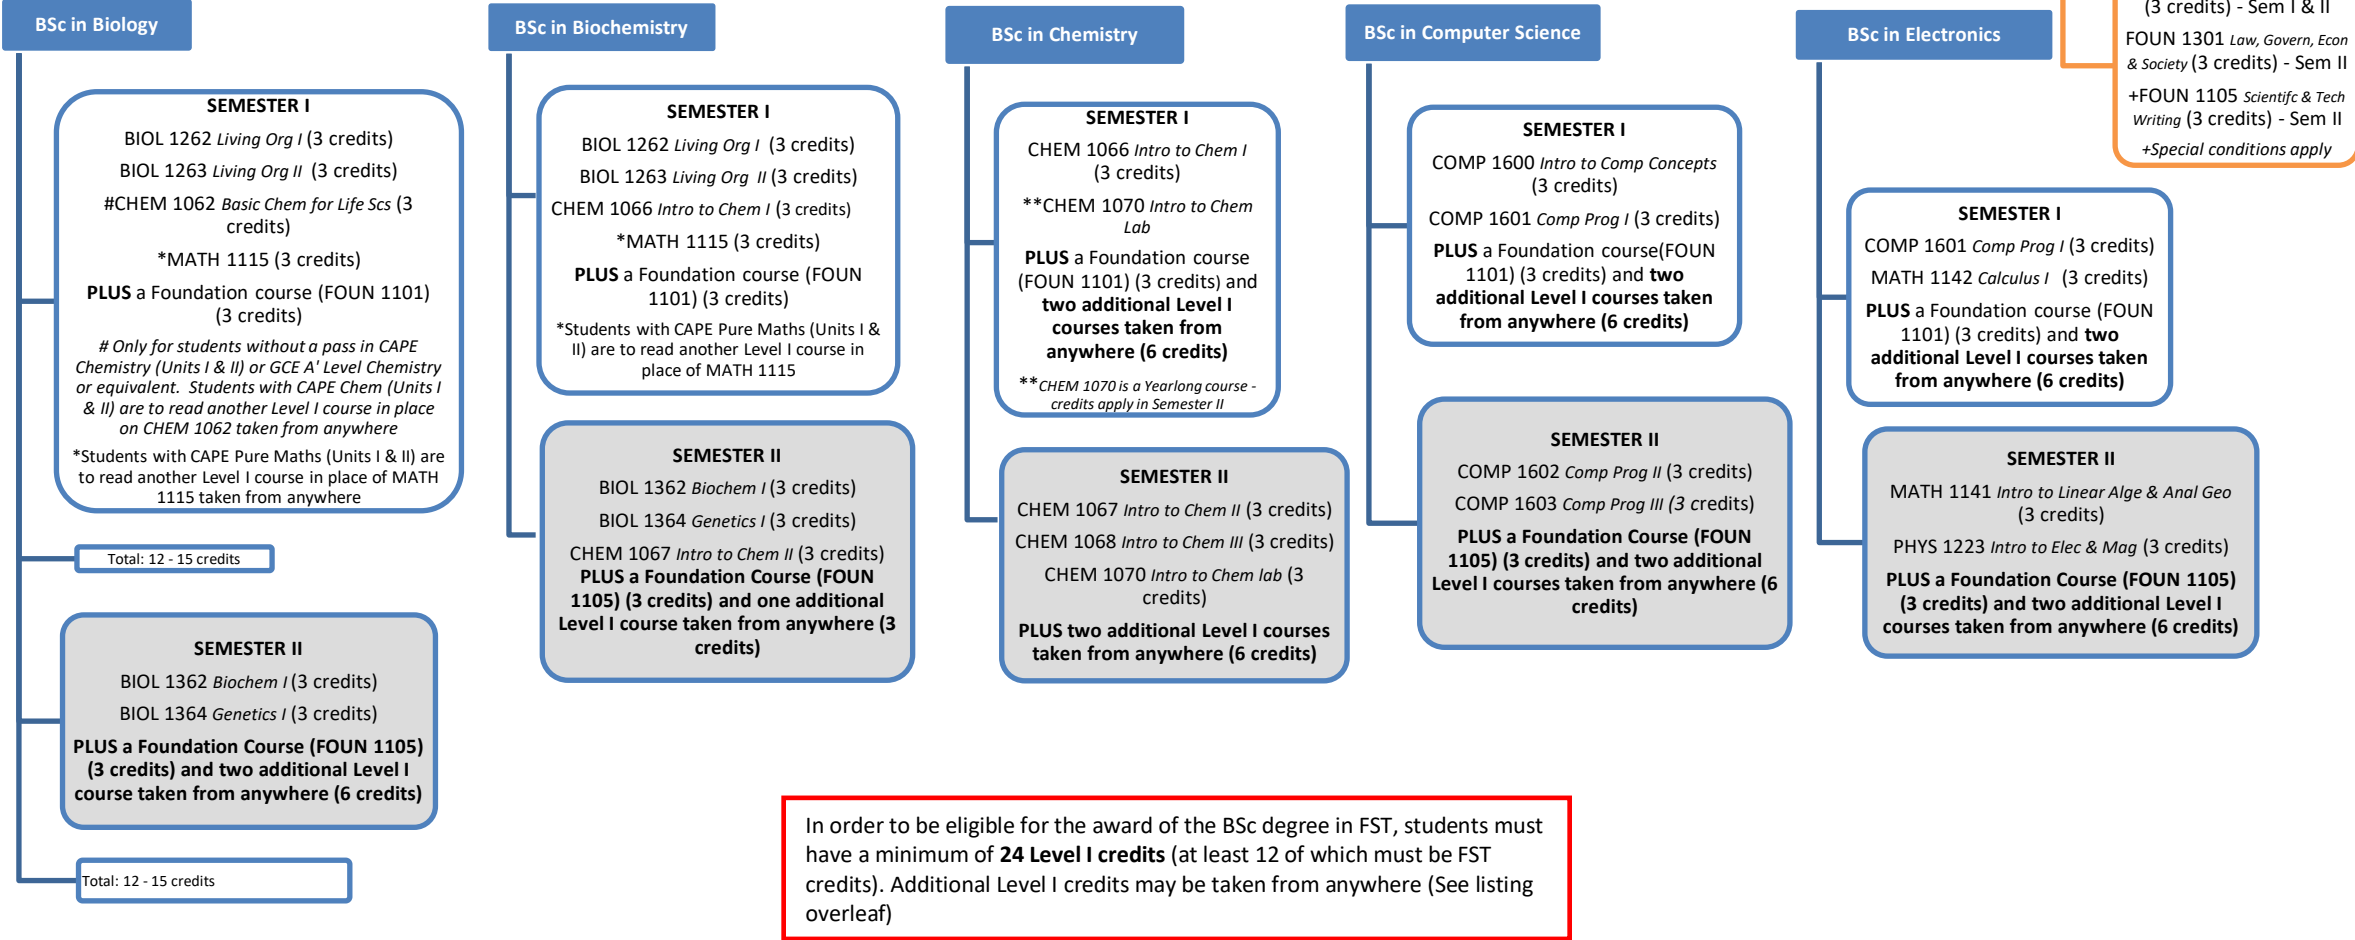 BSc in Biology
SEMESTER I
BIOL 1262 Living Org I (3 credits)
BIOL 1263 Living Org II (3 credits)
#CHEM 1062 Basic Chem for Life Scs (3
credits)
*MATH 1115 (3 credits)
PLUS a Foundation course (FOUN 1101)
(3 credits)
# Only for students without a pass in CAPE
Chemistry (Units I & II) or GCE A' Level Chemistry
or equivalent. Students with CAPE Chem (Units I
& II) are to read another Level I course in place
on CHEM 1062 taken from anywhere
*Students with CAPE Pure Maths (Units I & II) are
to read another Level I course in place of MATH
1115 taken from anywhere
Total: 12 - 15 credits
SEMESTER II
BIOL 1362 Biochem I (3 credits)
BIOL 1364 Genetics I (3 credits)
PLUS a Foundation Course (FOUN 1105)
(3 credits) and two additional Level I
course taken from anywhere (6 credits)
Total: 12 - 15 credits
BSc in Biochemistry
SEMESTER I
BIOL 1262 Living Org I (3 credits)
BIOL 1263 Living Org II (3 credits)
CHEM 1066 Intro to Chem I (3 credits)
*MATH 1115 (3 credits)
PLUS a Foundation course (FOUN
1101) (3 credits)
*Students with CAPE Pure Maths (Units I &
II) are to read another Level I course in
place of MATH 1115
SEMESTER II
BIOL 1362 Biochem I (3 credits)
BIOL 1364 Genetics I (3 credits)
CHEM 1067 Intro to Chem II (3 credits)
PLUS a Foundation Course (FOUN
1105) (3 credits) and one additional
Level I course taken from anywhere (3
credits)
BSc in Chemistry
SEMESTER I
CHEM 1066 Intro to Chem I
(3 credits)
**CHEM 1070 Intro to Chem
Lab
PLUS a Foundation course
(FOUN 1101) (3 credits) and
two additional Level I
courses taken from
anywhere (6 credits)
**CHEM 1070 is a Yearlong course -
credits apply in Semester II
SEMESTER II
CHEM 1067 Intro to Chem II (3 credits)
CHEM 1068 Intro to Chem III (3 credits)
CHEM 1070 Intro to Chem lab (3
credits)
PLUS two additional Level I courses
taken from anywhere (6 credits)
BSc in Computer Science
SEMESTER I
COMP 1600 Intro to Comp Concepts
(3 credits)
COMP 1601 Comp Prog I (3 credits)
PLUS a Foundation course(FOUN
1101) (3 credits) and two
additional Level I courses taken
from anywhere (6 credits)
SEMESTER II
COMP 1602 Comp Prog II (3 credits)
COMP 1603 Comp Prog III (3 credits)
PLUS a Foundation Course (FOUN
1105) (3 credits) and two additional
Level I courses taken from anywhere (6
credits)
BSc in Electronics
SEMESTER I
COMP 1601 Comp Prog I (3 credits)
MATH 1142 Calculus I (3 credits)
PLUS a Foundation course (FOUN
1101) (3 credits) and two
additional Level I courses taken
from anywhere (6 credits)
SEMESTER II
MATH 1141 Intro to Linear Alge & Anal Geo
(3 credits)
PHYS 1223 Intro to Elec & Mag (3 credits)
PLUS a Foundation Course (FOUN 1105)
(3 credits) and two additional Level I
courses taken from anywhere (6 credits)
(3 credits) - Sem I & II
FOUN 1301 Law, Govern, Econ
& Society (3 credits) - Sem II
+FOUN 1105 Scientifc & Tech
Writing (3 credits) - Sem II
+Special conditions apply
In order to be eligible for the award of the BSc degree in FST, students must
have a minimum of 24 Level I credits (at least 12 of which must be FST
credits). Additional Level I credits may be taken from anywhere (See listing
overleaf)